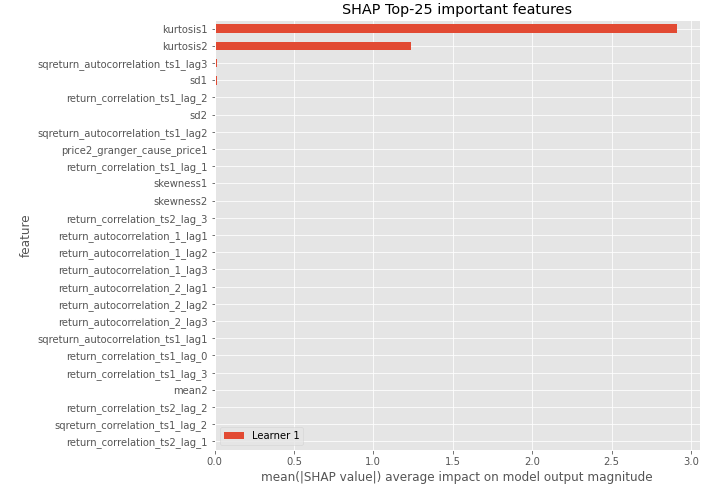 SHAP Top-25 important features
kurtosis1
kurtosis2
sqreturn_autocorrelation_ts1_lag3
sd1
return_correlation_ts1_lag_2
sd2
sqreturn_autocorrelation_ts1_lag2
price2_granger_cause_price1
return_correlation_ts1_lag_1
skewness1
skewness2
return_correlation_ts2_lag_3
return_autocorrelation_1_lag1
return_autocorrelation_1_lag2
return_autocorrelation_1_lag3
return_autocorrelation_2_lag1
return_autocorrelation_2_lag2
return_autocorrelation_2_lag3
sqreturn_autocorrelation_ts1_lag1
return_correlation_ts1_lag_0
return_correlation_ts1_lag_3
mean2
return_correlation_ts2_lag_2
sqreturn_correlation_ts1_lag_2
return_correlation_ts2_lag_1
feature
Learner 1
0.0 0.5 1.0 1.5 2.0 2.5 3.0
mean(|SHAP value|) average impact on model output magnitude